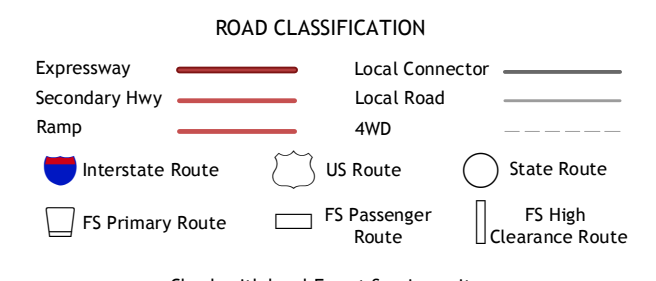 ROAD CLASSIFICATION
Expressway
Local Connector
Secondary Hwy
Local Road
Ramp
4WD
Interstate Route
US Route
State Route
FS Primary Route
FS Passenger
Route
FS High
Clearance Route